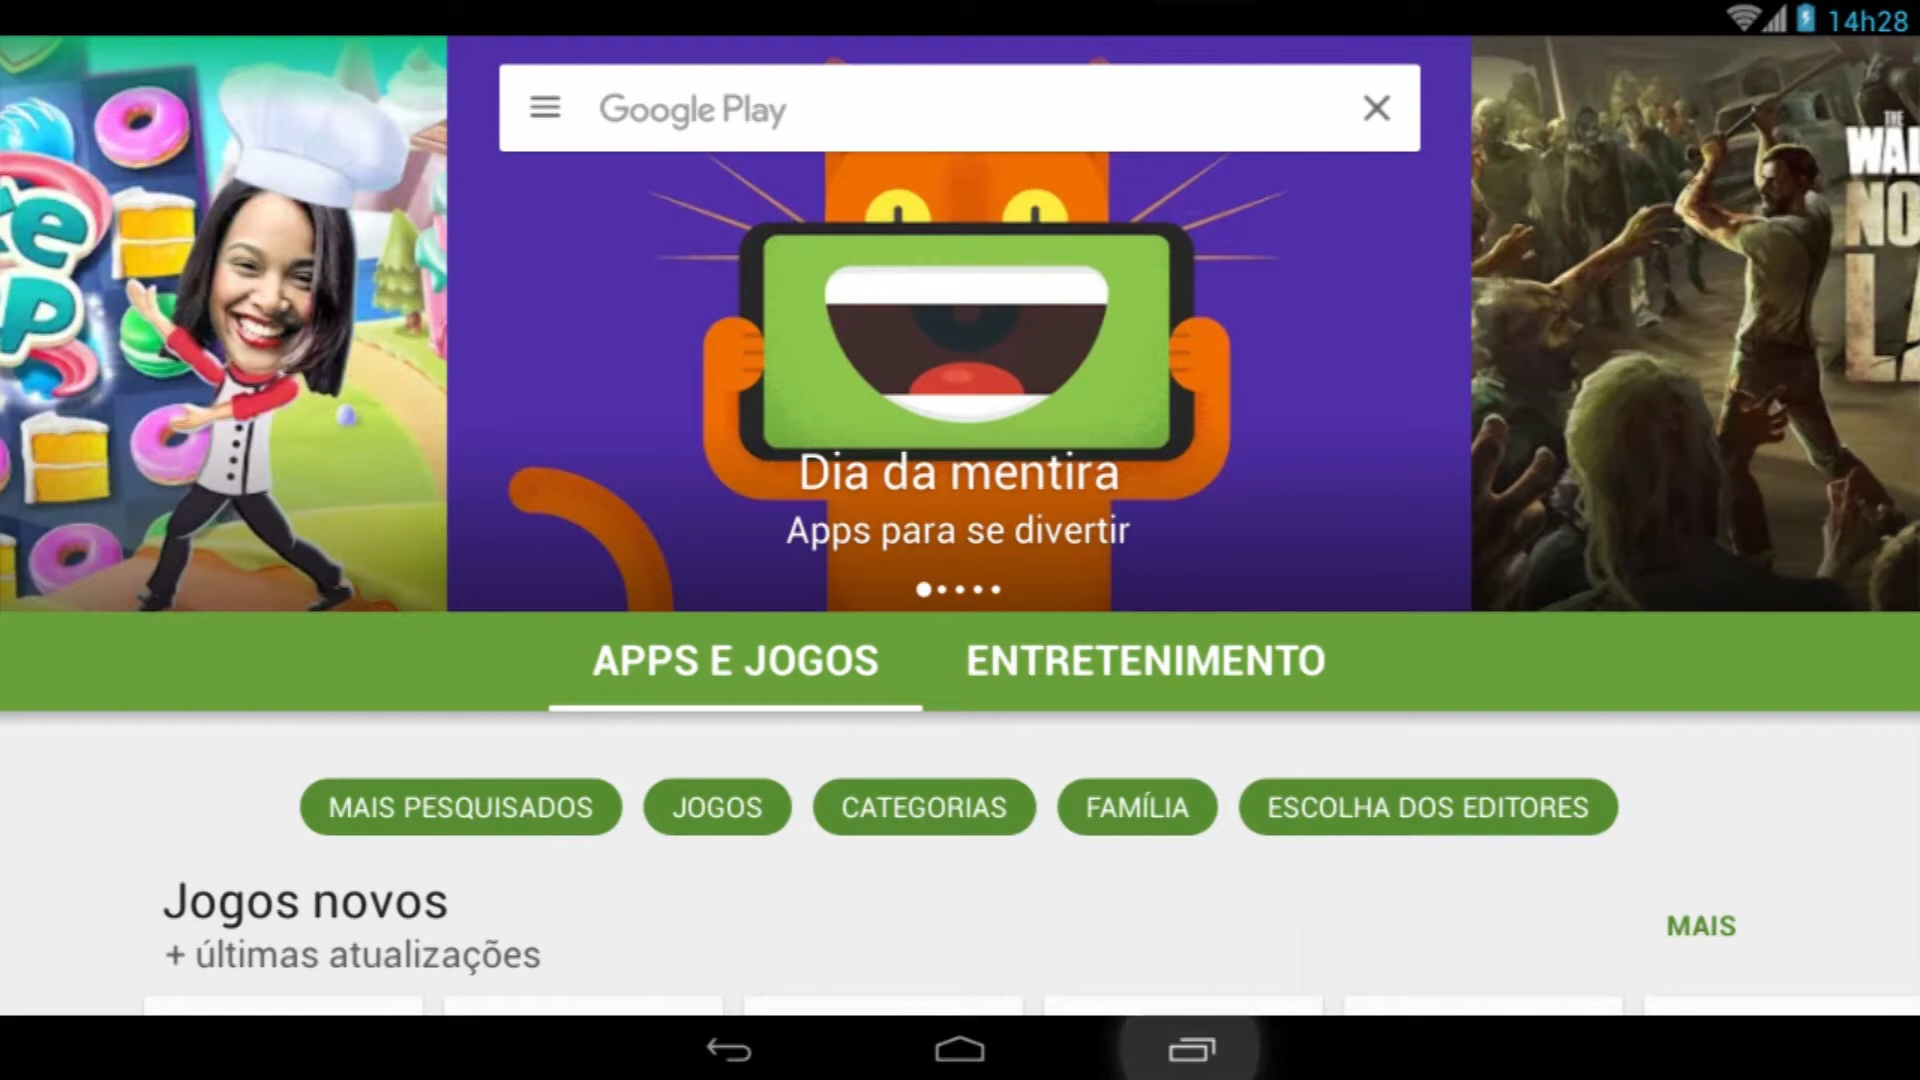 14h28
Google Play
THE
Dia da mentira
Apps para se divertir
APPS E JOGOS
ENTRETENIMENTO
MAIS PESQUISADOS
JOGOS
CATEGORIAS
FAMÍLIA
ESCOLHA DOS EDITORES
Jogos novos
+ últimas atualizações
MAIS